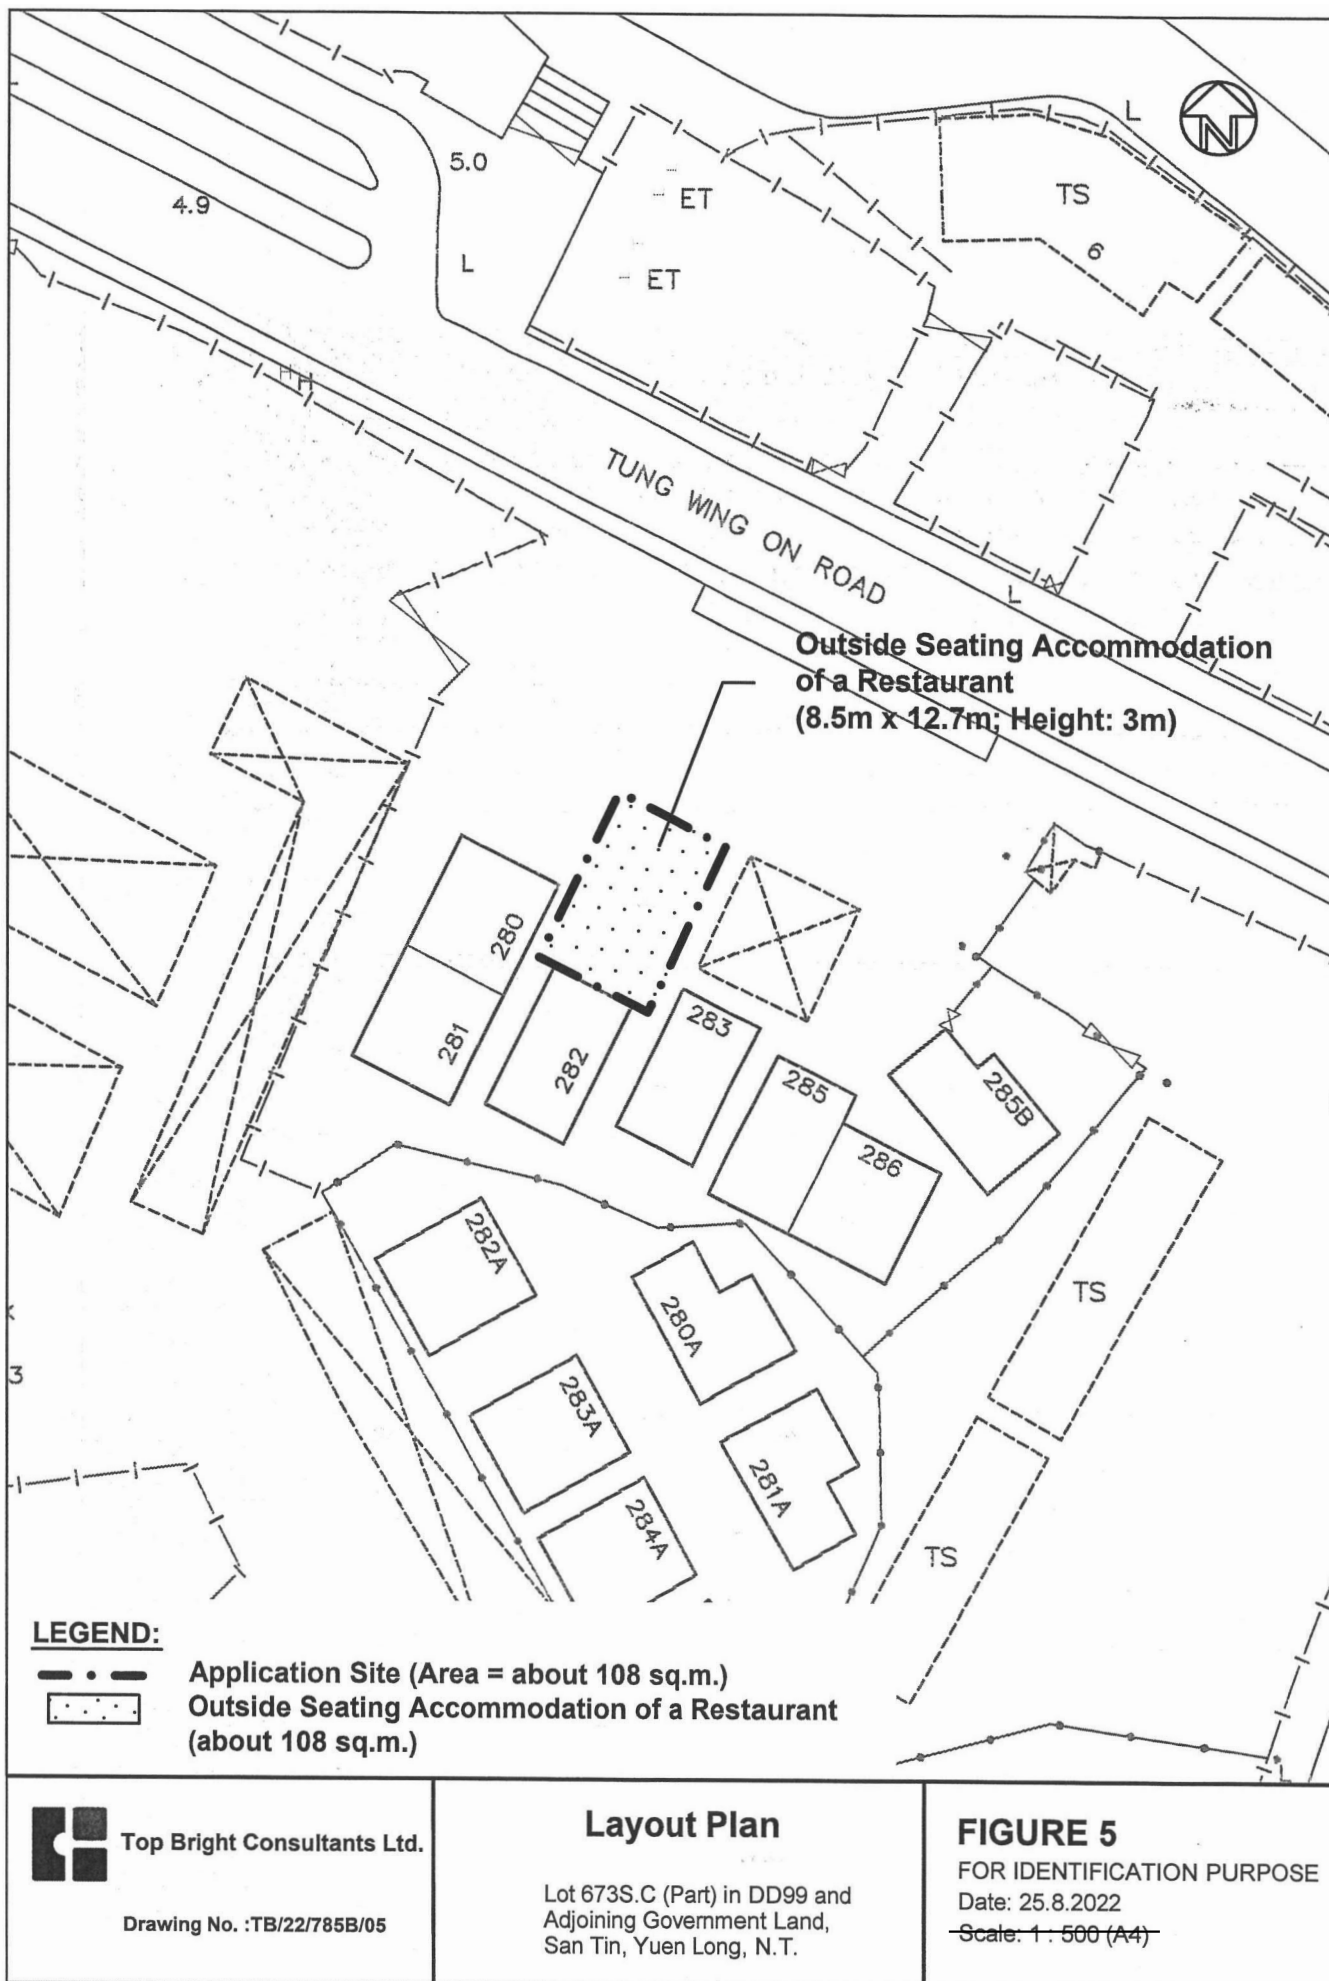 L
N
5.0
4.9
ET
TS
6
ET
L
H
H
TUNG WING ON ROAD
L
Outside Seating Accommodation
of a Restaurant
(8.5m x 12.7m; Height: 3m)
280
281
282
283
285
286
285B
282A
280A
TS
3
283A
281A
284A
TS
L
LEGEND:
Application Site (Area = about 108 sq.m.)
Outside Seating Accommodation of a Restaurant
(about 108 sq.m.)
Top Bright Consultants Ltd.
Drawing No. :TB/22/785B/05
Layout Plan
Lot 673S.C (Part) in DD99 and
Adjoining Government Land,
San Tin, Yuen Long, N.T.
FIGURE 5
FOR IDENTIFICATION PURPOSE
Date: 25.8.2022
Scale: 1 : 500 (A4)